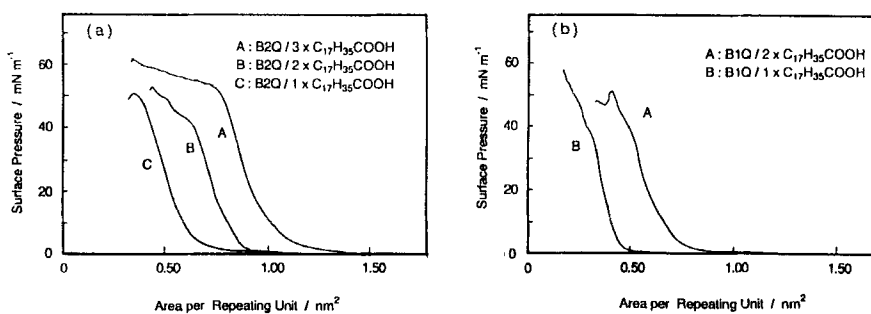 (a)
A : B2Q / 3 x C₁₇H₃₅COOH
B : B2Q / 2 x C₁₇H₃₅COOH
C : B2Q / 1 x C₁₇H₃₅COOH
Surface Pressure / mN m⁻¹
60
40
20
0
A
B
C
0
0.50
1.00
1.50
Area per Repeating Unit / nm²
(b)
A : B1Q / 2 x C₁₇H₃₅COOH
B : B1Q / 1 x C₁₇H₃₅COOH
Surface Pressure / mN m⁻¹
60
40
20
0
A
B
0
0.50
1.00
1.50
Area per Repeating Unit / nm²